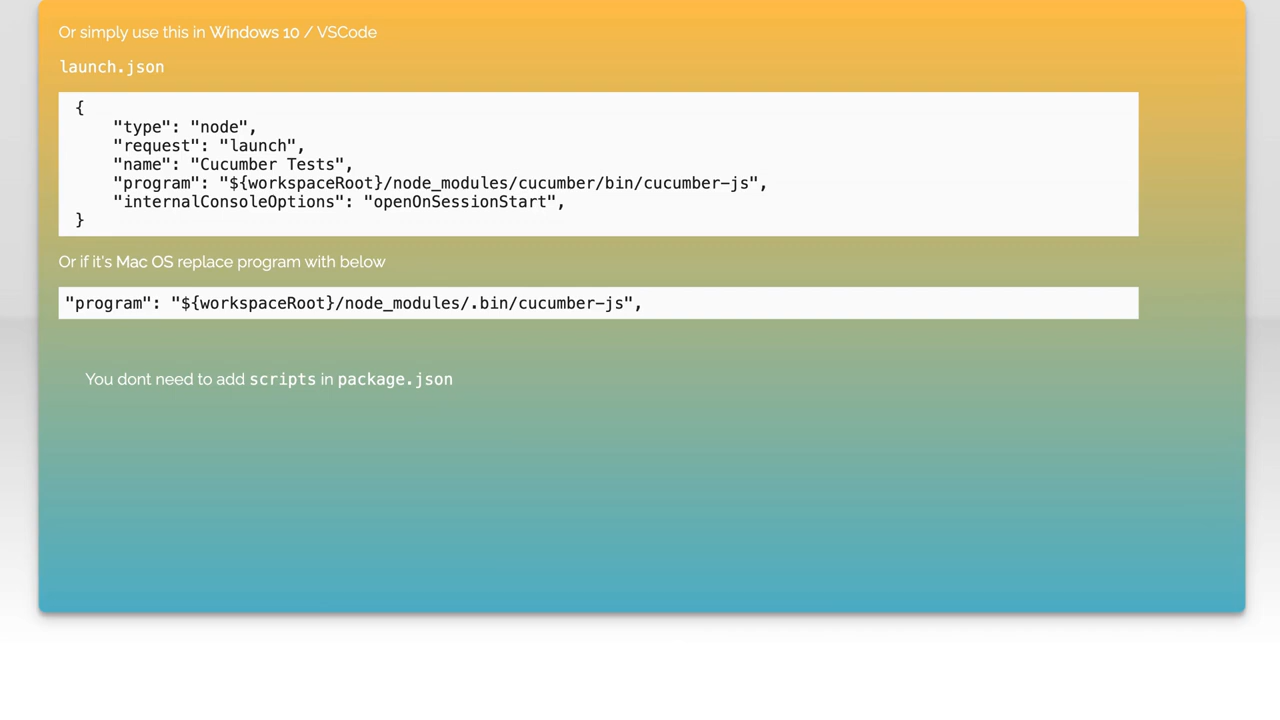 Or simply use this in Windows 10 / VSCode
launch.json
{
    "type": "node",
    "request": "launch",
    "name": "Cucumber Tests",
    "program": "${workspaceRoot}/node_modules/cucumber/bin/cucumber-js",
    "internalConsoleOptions": "openOnSessionStart",
}
Or if it's Mac OS replace program with below
"program": "${workspaceRoot}/node_modules/.bin/cucumber-js",
You dont need to add scripts in package.json